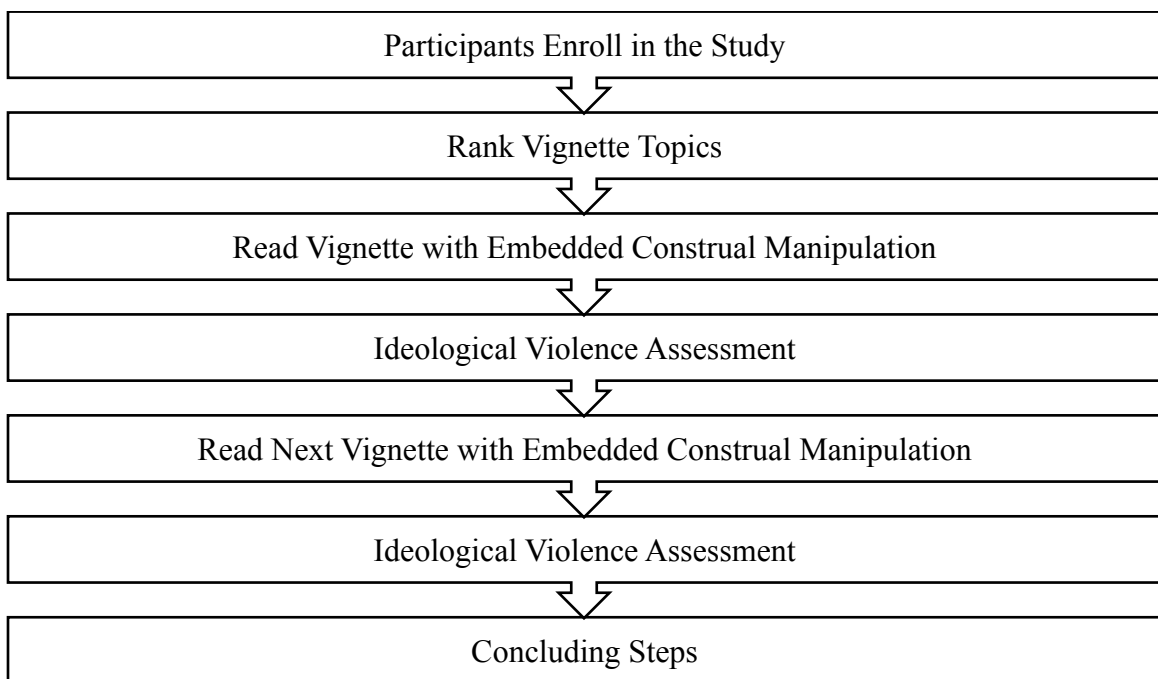 Participants Enroll in the Study
Rank Vignette Topics
Read Vignette with Embedded Construal Manipulation
Ideological Violence Assessment
Read Next Vignette with Embedded Construal Manipulation
Ideological Violence Assessment
Concluding Steps